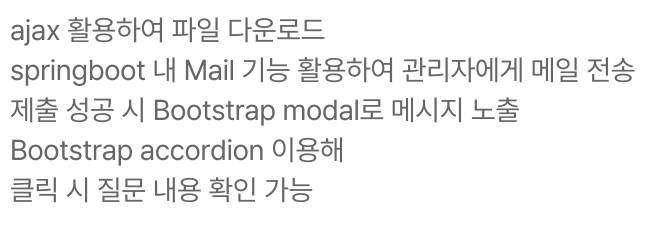 ajax 활용하여 파일 다운로드
springboot 내 Mail 기능 활용하여 관리자에게 메일 전송
제출 성공 시 Bootstrap modal로 메시지 노출
Bootstrap accordion 이용해
클릭 시 질문 내용 확인 가능